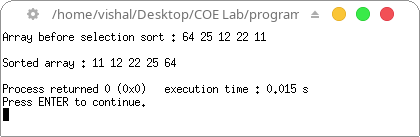 /home/vishal/Desktop/COE Lab/program
Array before selection sort : 64 25 12 22 11
Sorted array : 11 12 22 25 64
Process returned 0 (0x0)   execution time : 0.015 s
Press ENTER to continue.